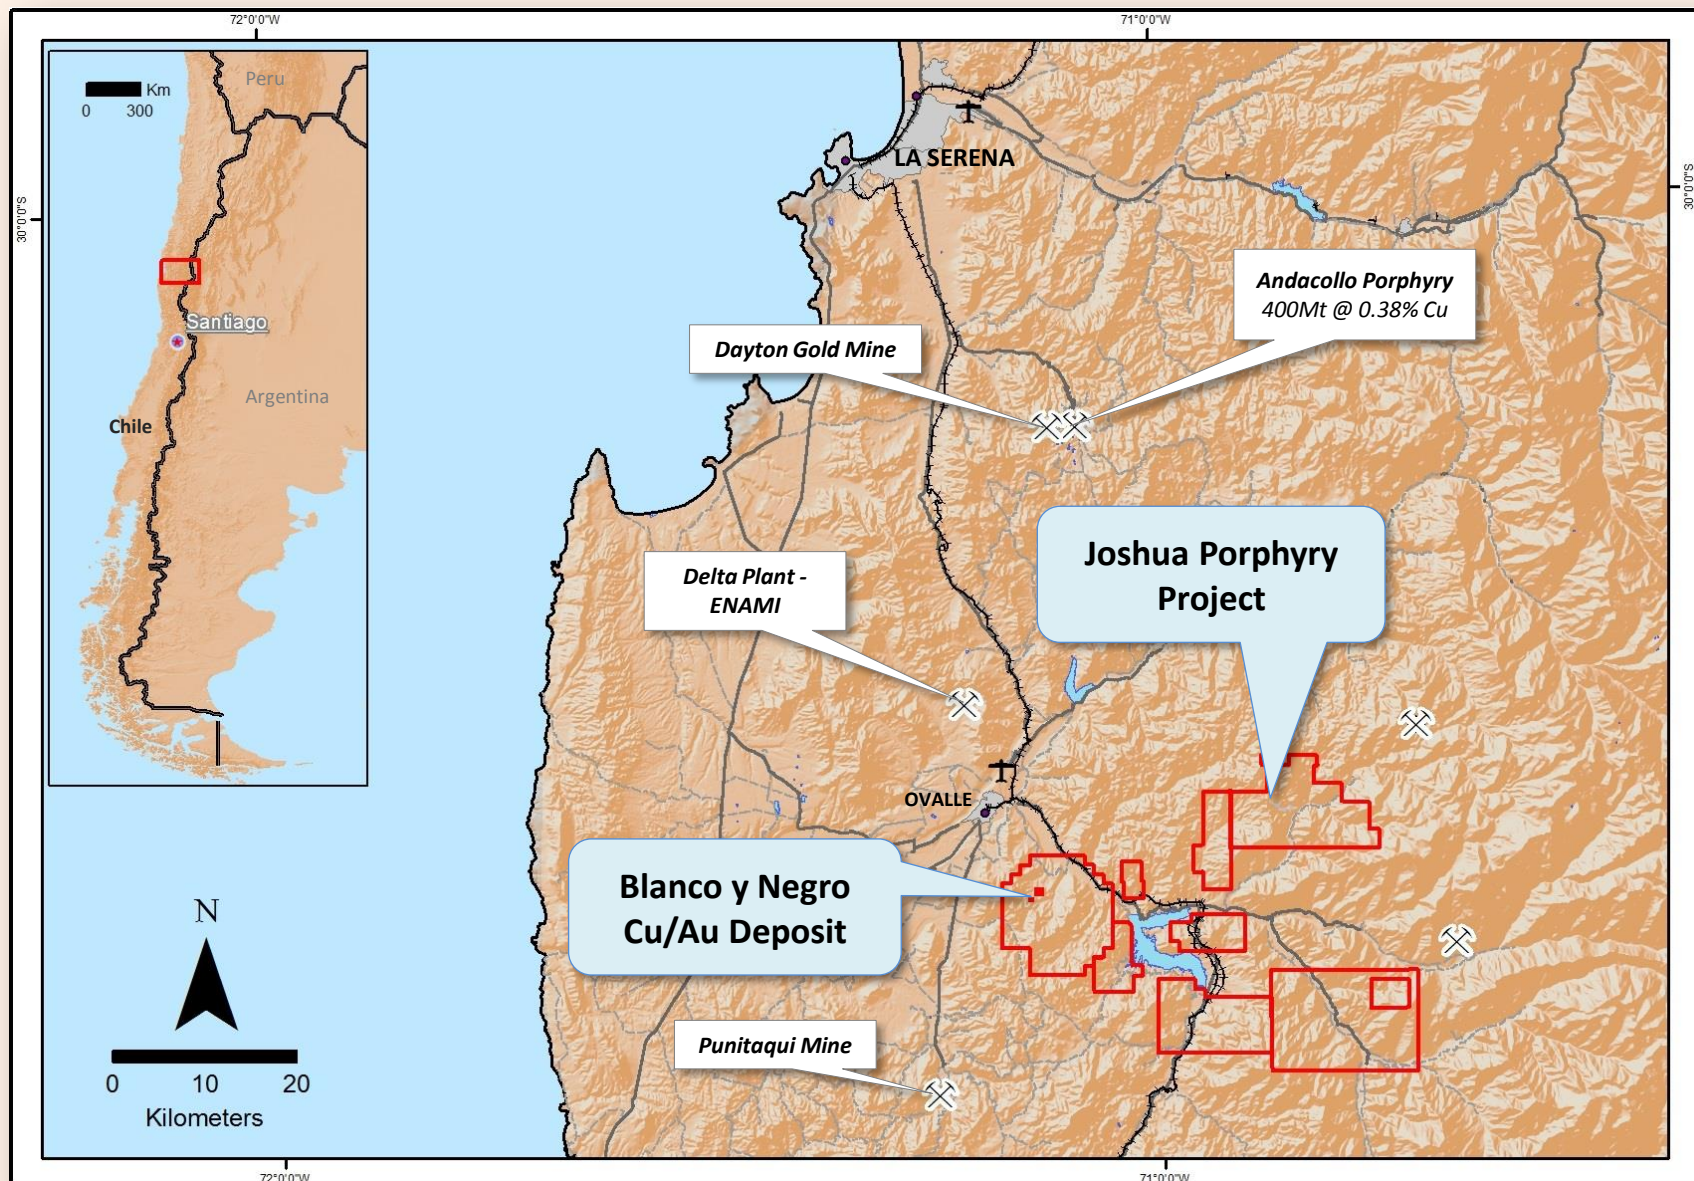 72°0'0"W
71°0'0"W
Peru
Km
0 300
30°0'0"S
30°0'0"S
Santiago
Argentina
Chile
LA SERENA
Andacollo Porphyry
400Mt @ 0.38% Cu
Dayton Gold Mine
Joshua Porphyry
Project
Delta Plant -
ENAMI
OVALLE
Blanco y Negro
Cu/Au Deposit
Punitaqui Mine
N
0 10 20
Kilometers
72°0'0"W
71°0'0"W